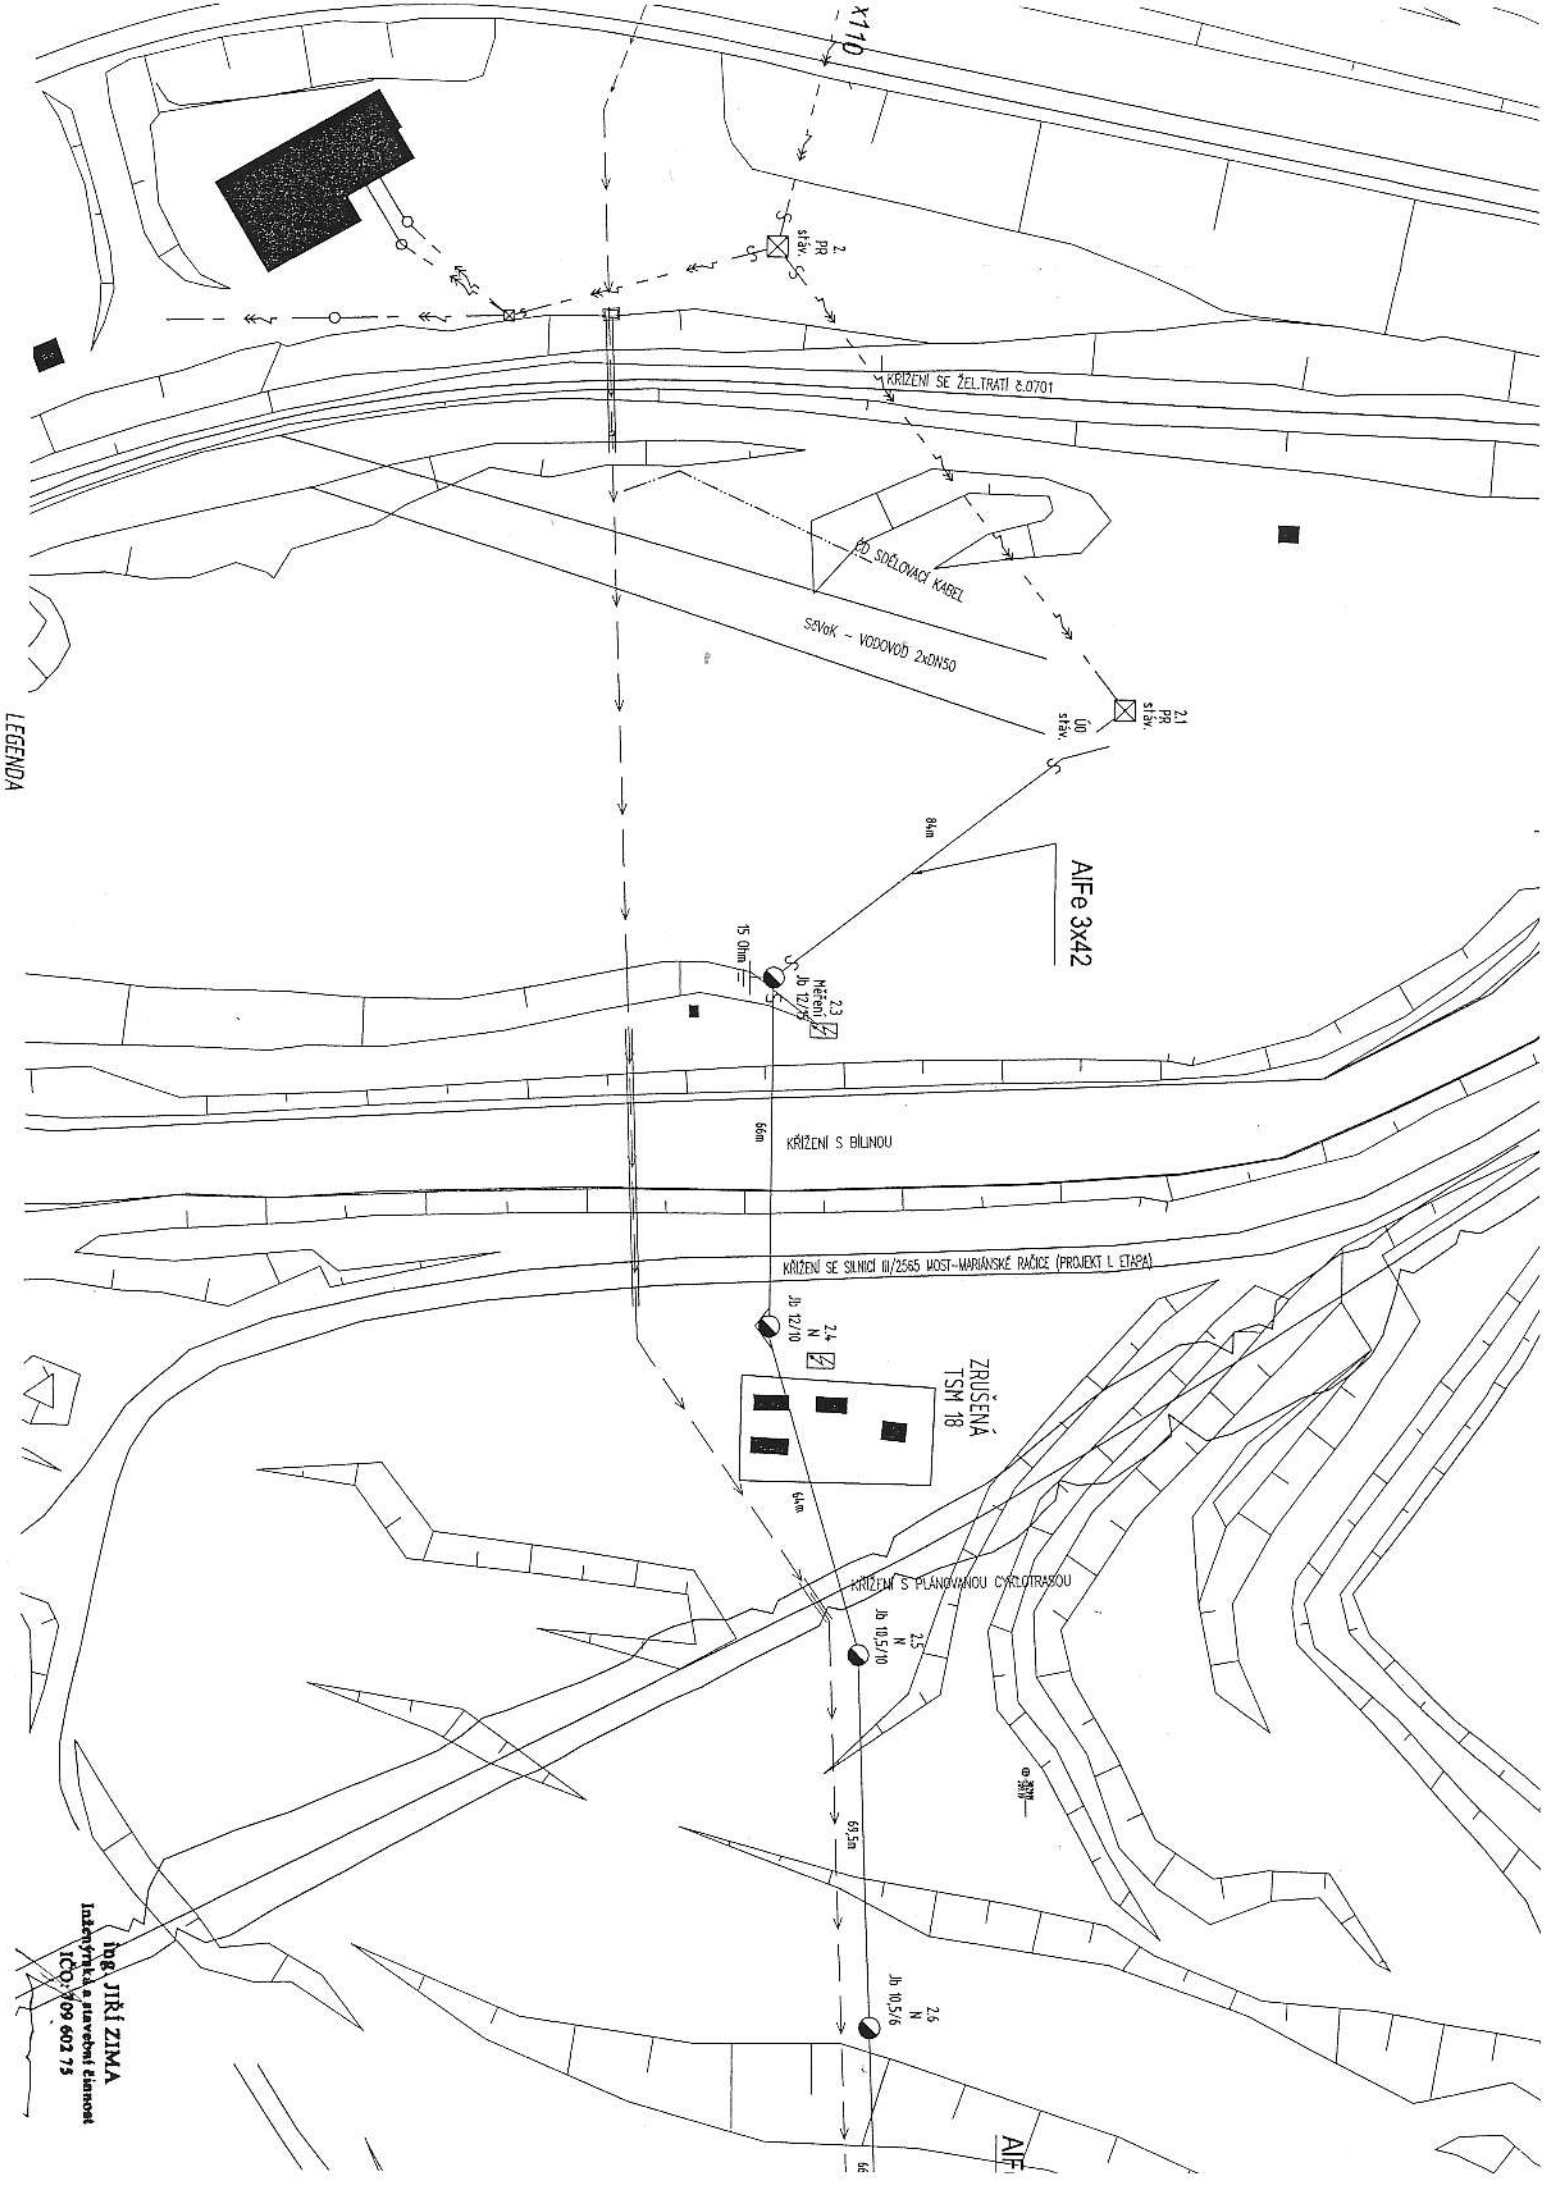 X110
2.
PR
stáv.
KŘÍŽENÍ SE ŽEL.TRATÍ č.0701
SDĚLOVACÍ KABEL
SčVaK - VODOVOD 2xDN50
2.1
PR
stáv.
ÚO
stáv.
84m
AlFe 3x42
LEGENDA
15 Ohm
2.3
Měření
Jb 12/15
66m
KŘÍŽENÍ S BÍLINOU
KŘÍŽENÍ SE SILNICÍ III/2565 MOST-MARIÁNSKÉ RAČICE (PROJEKT I. ETAPA)
2.4
N
Jb 12/10
ZRUŠENÁ
TSM 18
64m
KŘÍŽENÍ S PLÁNOVANOU CYKLOTRASOU
2.5
N
Jb 10,5/10
69,5m
2.6
N
Jb 10,5/6
AlF
66
Ing. JIŘÍ ZIMA
Inženýrská a stavební činnost
IČO: 709 602 75